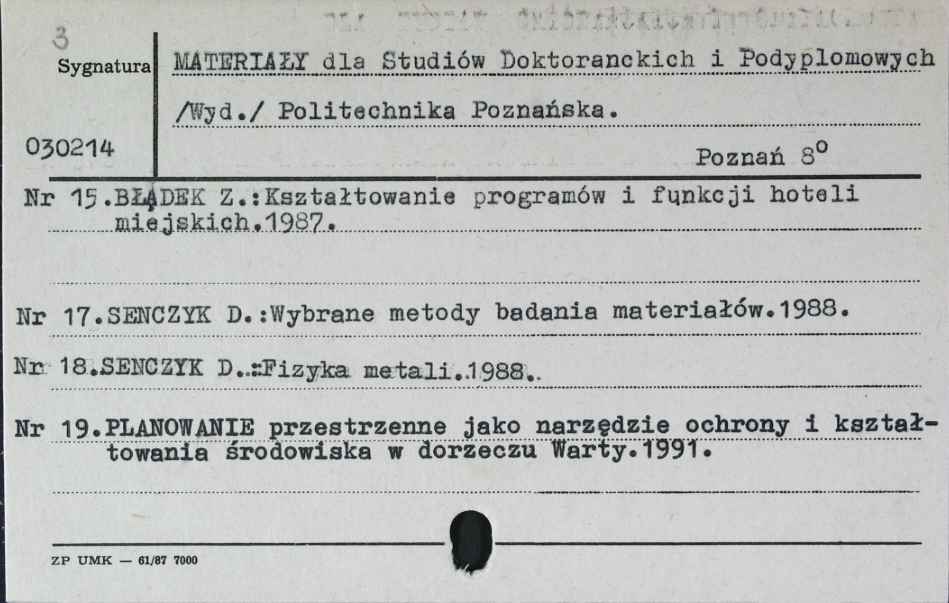 3
Sygnatura
MATERIAŁY dla Studiów Doktoranckich i Podyplomowych
/Wyd./ Politechnika Poznańska.
030214
Poznań 8º
Nr 15.BŁĄDEK Z.:Kształtowanie programów i funkcji hoteli
miejskich.1987.
Nr 17.SENCZYK D.:Wybrane metody badania materiałów.1988.
Nr 18.SENCZYK D.:Fizyka metali.1988.
Nr 19.PLANOWANIE przestrzenne jako narzędzie ochrony i kształ-
towania środowiska w dorzeczu Warty.1991.
ZP UMK — 61/87 7000